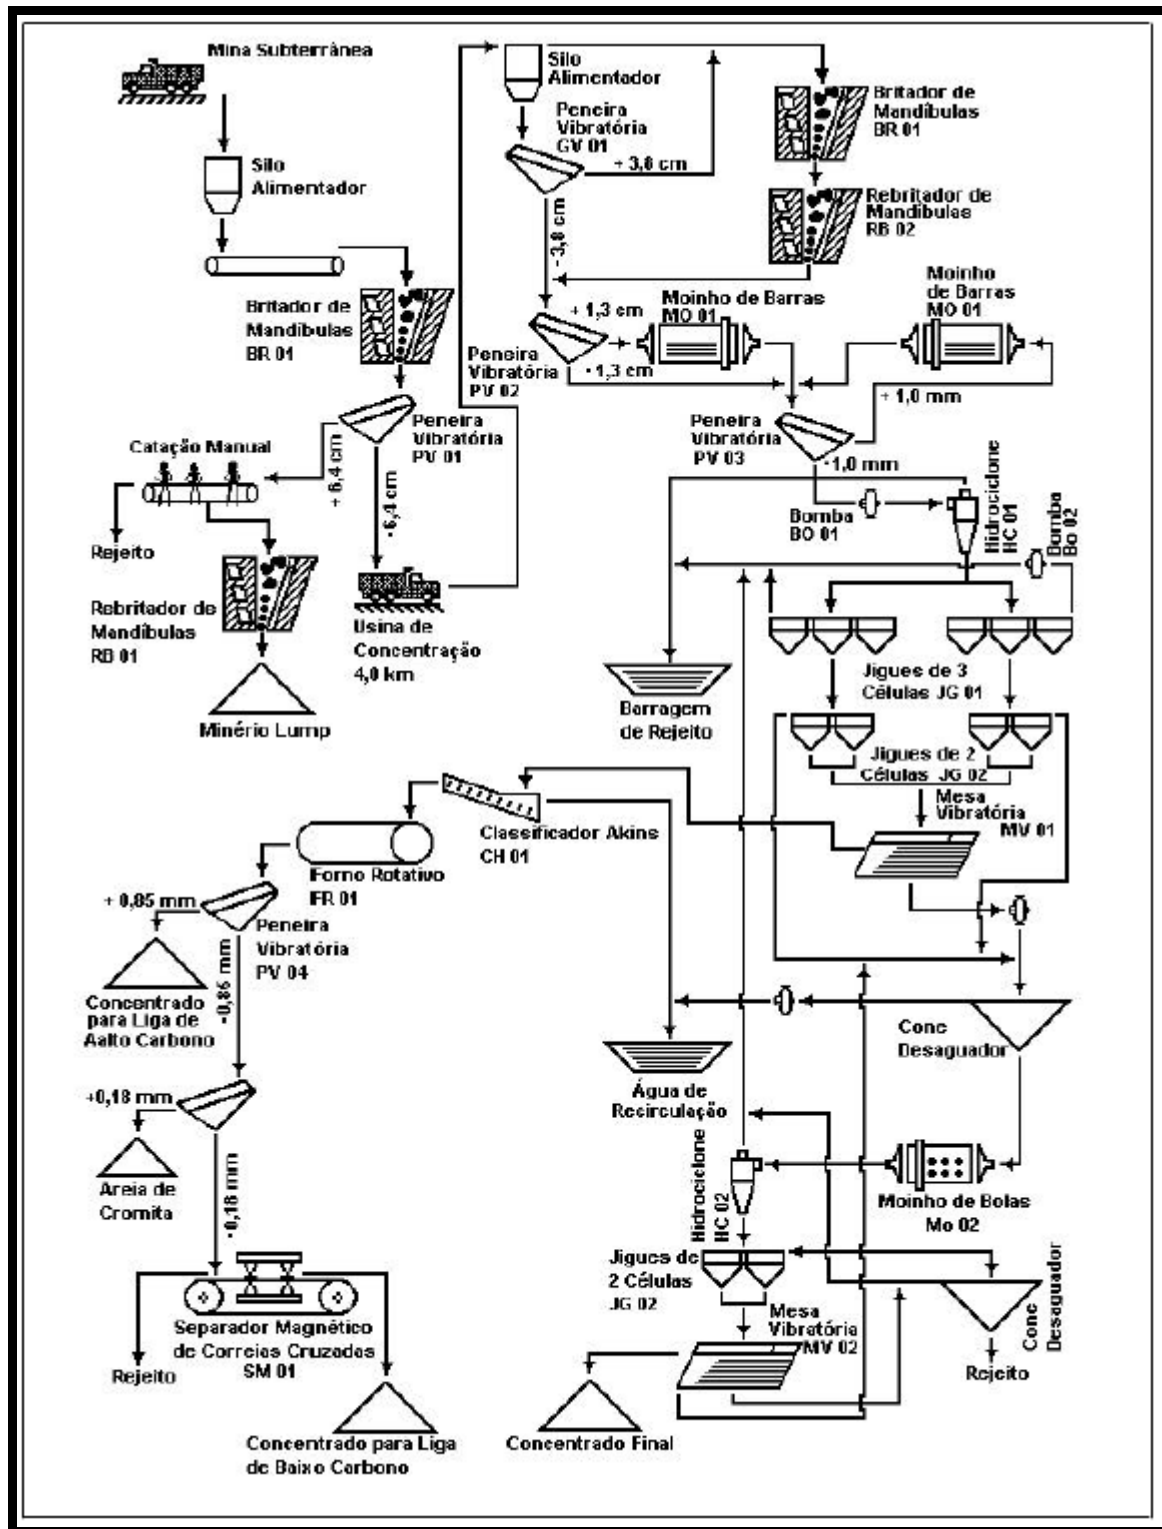 Mina Subterrânea
Silo
Alimentador
Britador de
Mandíbulas
BR 01
Peneira
Vibratória
PV 01
+ 6,4 cm
- 6,4 cm
Catação Manual
Rejeito
Rebritador de
Mandíbulas
RB 01
Minério Lump
Usina de
Concentração
4,0 km
Silo
Alimentador
Peneira
Vibratória
GV 01
+ 3,8 cm
- 3,8 cm
Britador de
Mandíbulas
BR 01
Rebritador de
Mandíbulas
RB 02
Peneira
Vibratória
PV 02
+ 1,3 cm
- 1,3 cm
Moinho de Barras
MO 01
Moinho
de Barras
MO 01
+ 1,0 mm
Peneira
Vibratória
PV 03
- 1,0 mm
Bomba
BO 01
Hidrociclone
HC 01
Bomba
Bo 02
Jigues de 3
Células JG 01
Barragem
de Rejeito
Jigues de 2
Células JG 02
Mesa
Vibratória
MV 01
Classificador Akins
CH 01
Forno Rotativo
FR 01
+ 0,85 mm
Peneira
Vibratória
PV 04
-0,85 mm
Concentrado
para Liga de
Aalto Carbono
+0,18 mm
Areia de
Cromita
-0,18 mm
Separador Magnético
de Correias Cruzadas
SM 01
Rejeito
Concentrado para Liga
de Baixo Carbono
Cone
Desaguador
Água de
Recirculação
Moinho de Bolas
Mo 02
Hidrociclone
HC 02
Jigues de
2 Células
JG 02
Mesa
Vibratória
MV 02
Cone
Desaguador
Rejeito
Concentrado Final